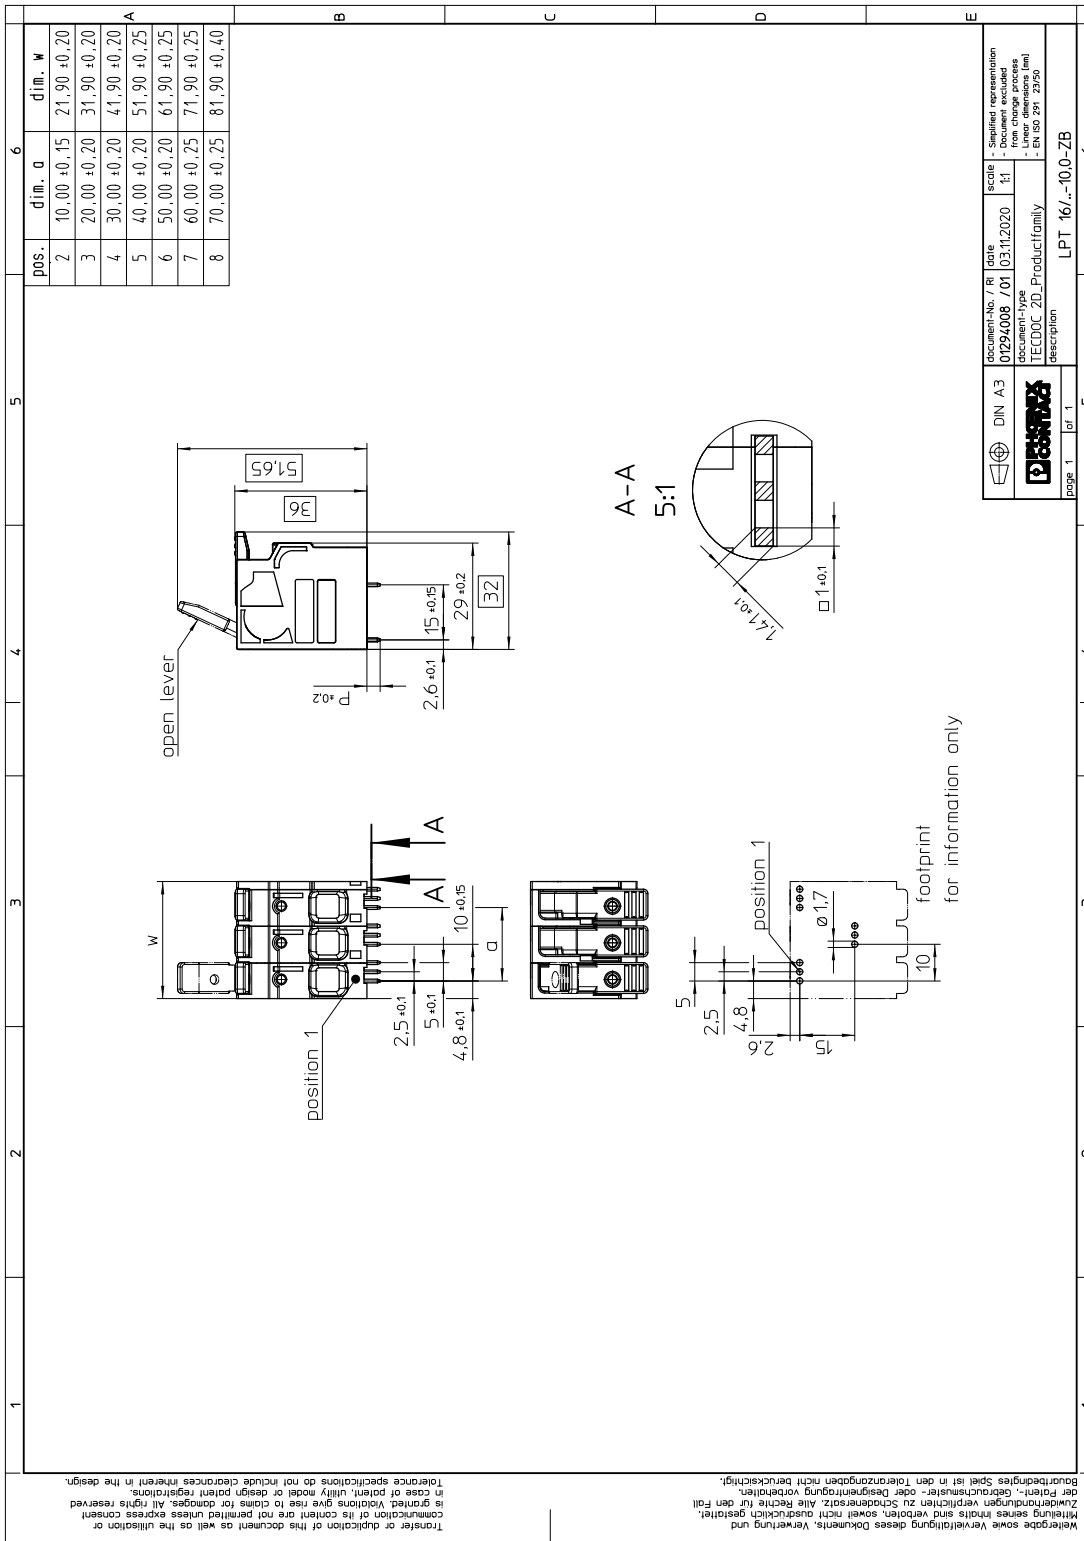 pos. dim. a dim. w
2 10,00 ±0,15 21,90 ±0,20
3 20,00 ±0,20 31,90 ±0,20
4 30,00 ±0,20 41,90 ±0,20
5 40,00 ±0,20 51,90 ±0,25
6 50,00 ±0,20 61,90 ±0,25
7 60,00 ±0,25 71,90 ±0,25
8 70,00 ±0,25 81,90 ±0,40
A
B
C
D
E
1
2
3
4
5
6
open lever
51,65
36
P ±0,2
2,6 ±0,1
15 ±0,15
29 ±0,2
32
w
position 1
2,5 ±0,1
5 ±0,1
4,8 ±0,1
10 ±0,15
a
A
A
A-A
5:1
1,41 ±0,1
□ 1 ±0,1
position 1
5
2,5
4,8
2,6
15
ø 1,7
10
footprint
for information only
DIN A3
PHOENIX
CONTACT
page 1 of 1
document-No. / RI
01294008 / 01
date
03.11.2020
scale
1:1
- Simplified representation
- Document excluded
from change process
- Linear dimensions [mm]
- EN ISO 291 23/50
document-type
TECDOC 2D_Productfamily
description
LPT 16/..-10,0-ZB
Transfer or duplication of this document as well as the utilisation or
communication of its content are not permitted unless express consent
is granted. Violations give rise to claims for damages. All rights reserved
in case of patent, utility model or design patent registrations.
Tolerance specifications do not include clearances inherent in the design.
Weitergabe sowie Vervielfältigung dieses Dokuments, Verwertung und
Mitteilung seines Inhalts sind verboten, soweit nicht ausdrücklich gestattet.
Zuwiderhandlungen verpflichten zu Schadenersatz. Alle Rechte für den Fall
der Patent-, Gebrauchsmuster- oder Designeintragung vorbehalten.
Bauartbedingtes Spiel ist in den Toleranzangaben nicht berücksichtigt.